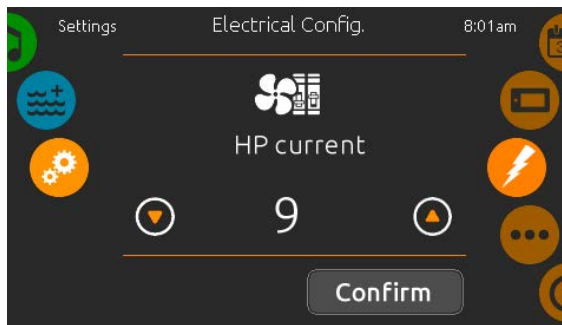 Settings
Electrical Config.
8:01am
HP current
9
Confirm